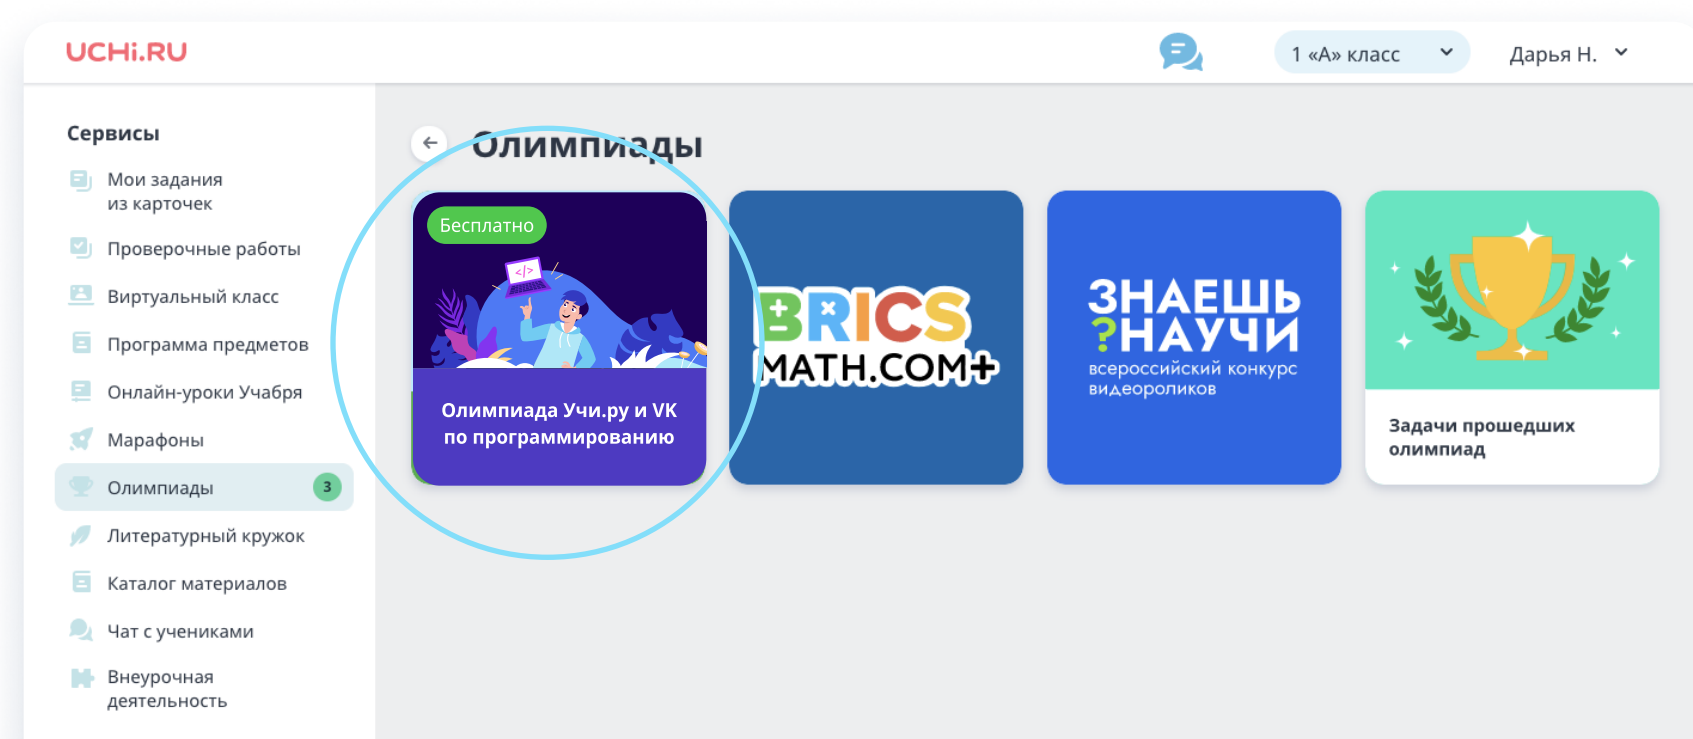 UCHi.RU
1 «А» класс
Дарья Н.
Сервисы
Мои задания
из карточек
Проверочные работы
Виртуальный класс
Программа предметов
Онлайн-уроки Учабря
Марафоны
Олимпиады
3
Литературный кружок
Каталог материалов
Чат с учениками
Внеурочная
деятельность
Олимпиады
Бесплатно
</>
Олимпиада Учи.ру и VK
по программированию
BRICS
MATH.COM+
ЗНАЕШЬ
?НАУЧИ
всероссийский конкурс
видеороликов
Задачи прошедших
олимпиад